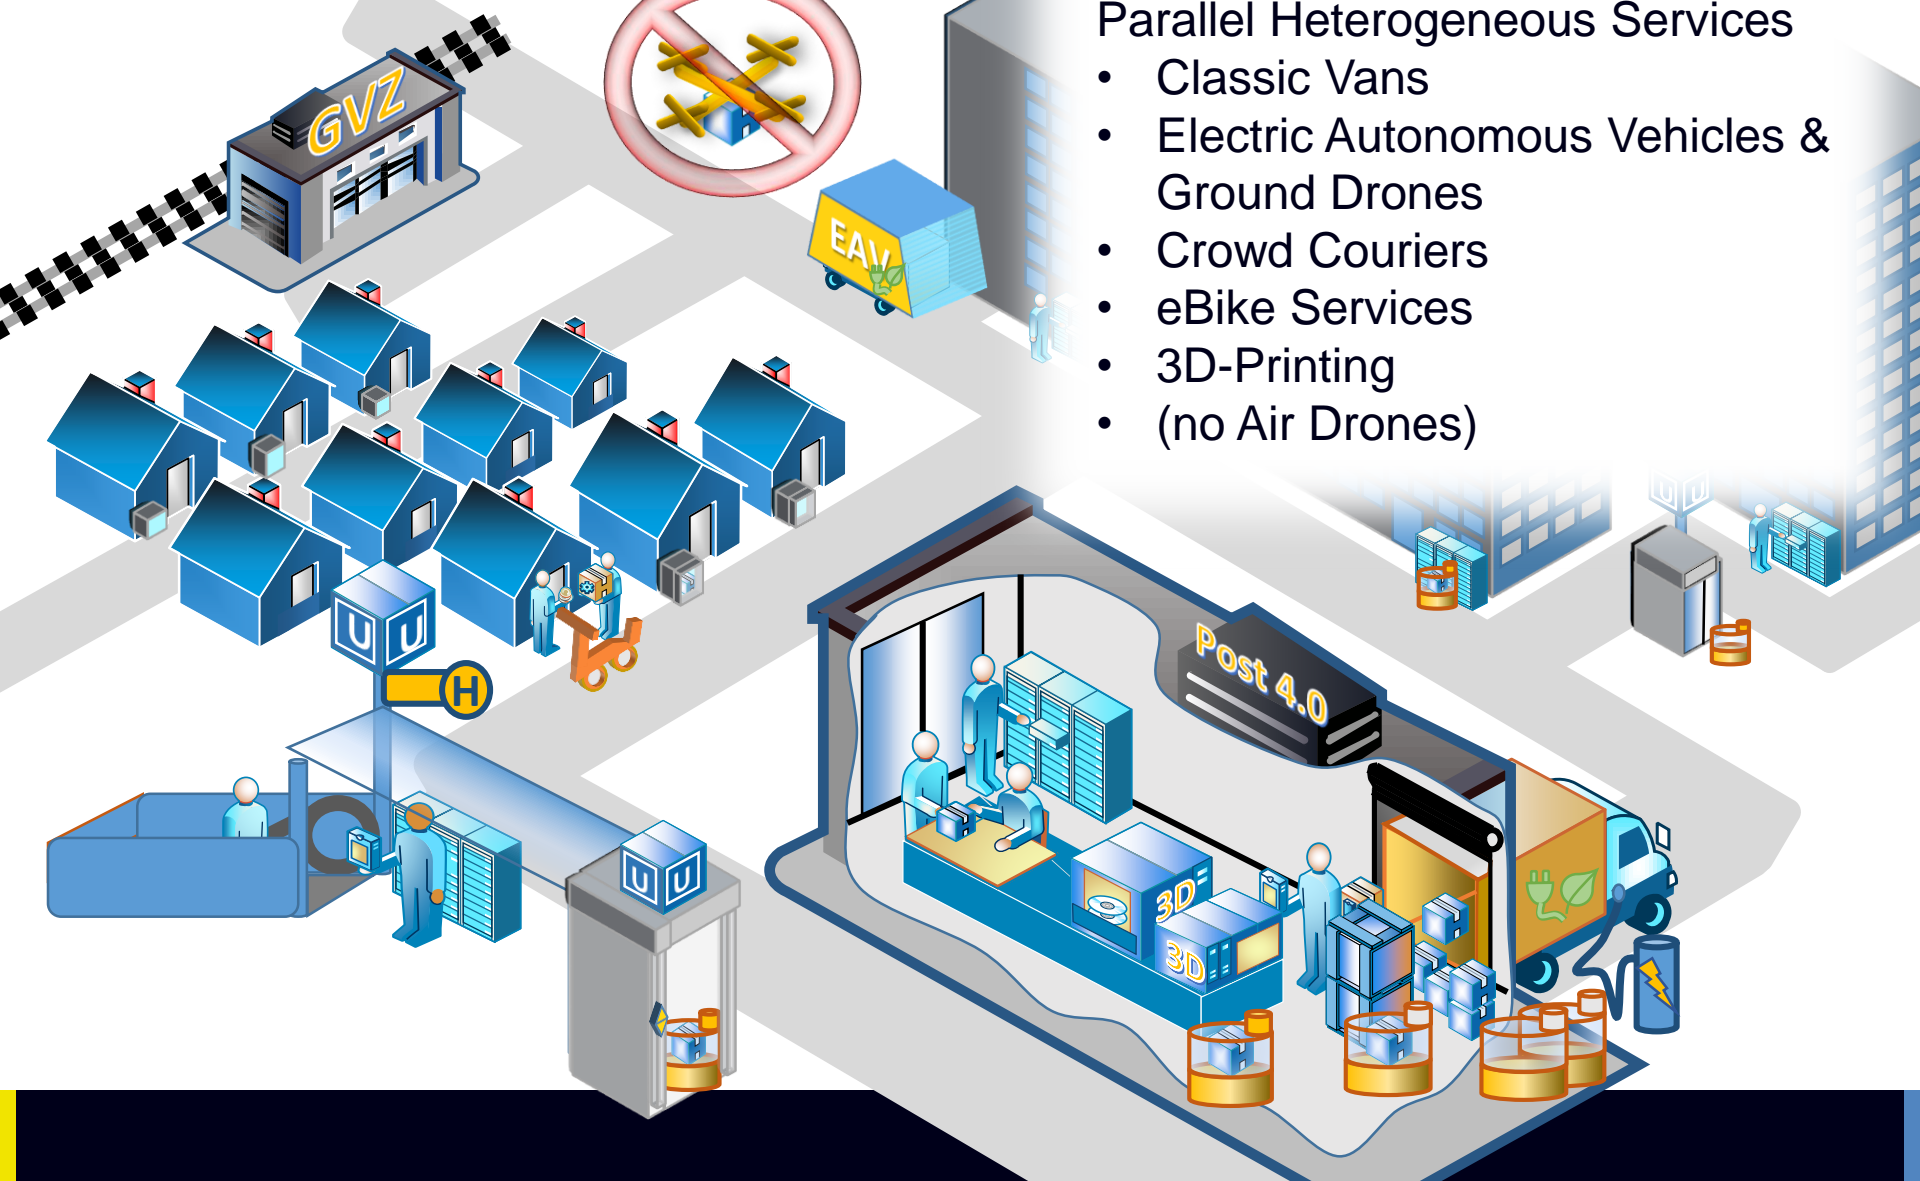 Parallel Heterogeneous Services
• Classic Vans
• Electric Autonomous Vehicles &
Ground Drones
• Crowd Couriers
• eBike Services
• 3D-Printing
• (no Air Drones)
GVZ
EAV
U U
U U
H
Post 4.0
U U
3D
3D